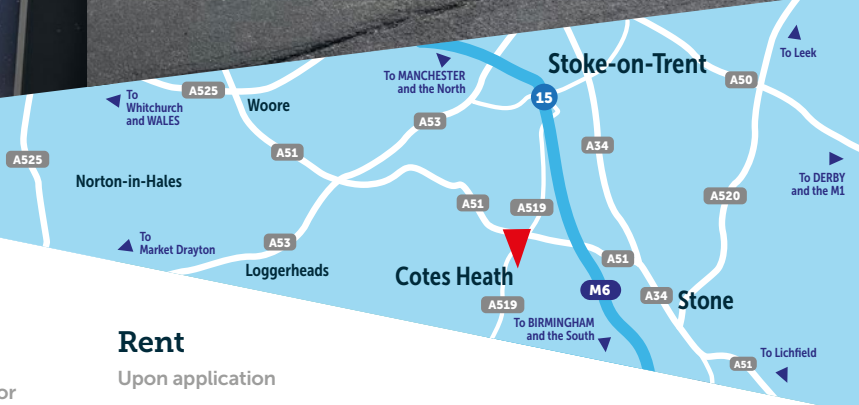 Stoke-on-Trent
To Leek
To MANCHESTER
and the North
A50
A525
To
Whitchurch
and WALES
Woore
15
A53
A34
A51
A525
To DERBY
and the M1
Norton-in-Hales
A51
A519
A520
To
Market Drayton
A53
A51
Loggerheads
Cotes Heath
M6
A34
Stone
A519
To BIRMINGHAM
and the South
Rent
To Lichfield
A51
Upon application
or